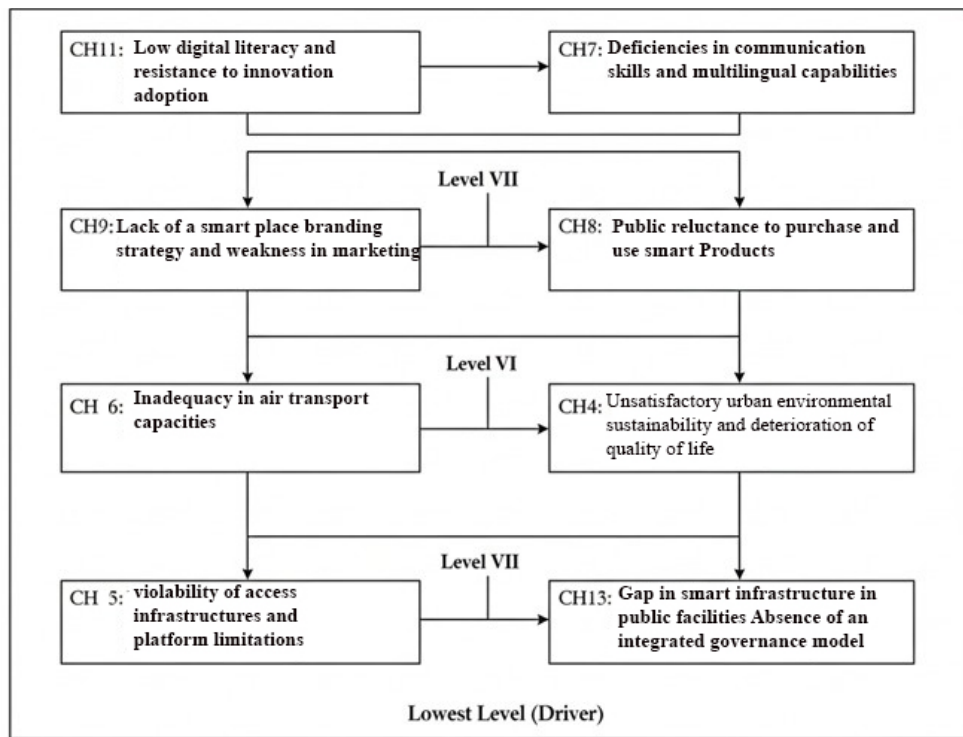 CH11: Low digital literacy and
resistance to innovation
adoption
CH7: Deficiencies in communication
skills and multilingual capabilities
Level VII
CH9: Lack of a smart place branding
strategy and weakness in marketing
CH8: Public reluctance to purchase and
use smart Products
Level VI
CH 6: Inadequacy in air transport
capacities
CH4: Unsatisfactory urban environmental
sustainability and deterioration of
quality of life
Level VII
CH 5: violability of access
infrastructures and
platform limitations
CH13: Gap in smart infrastructure in
public facilities Absence of an
integrated governance model
Lowest Level (Driver)